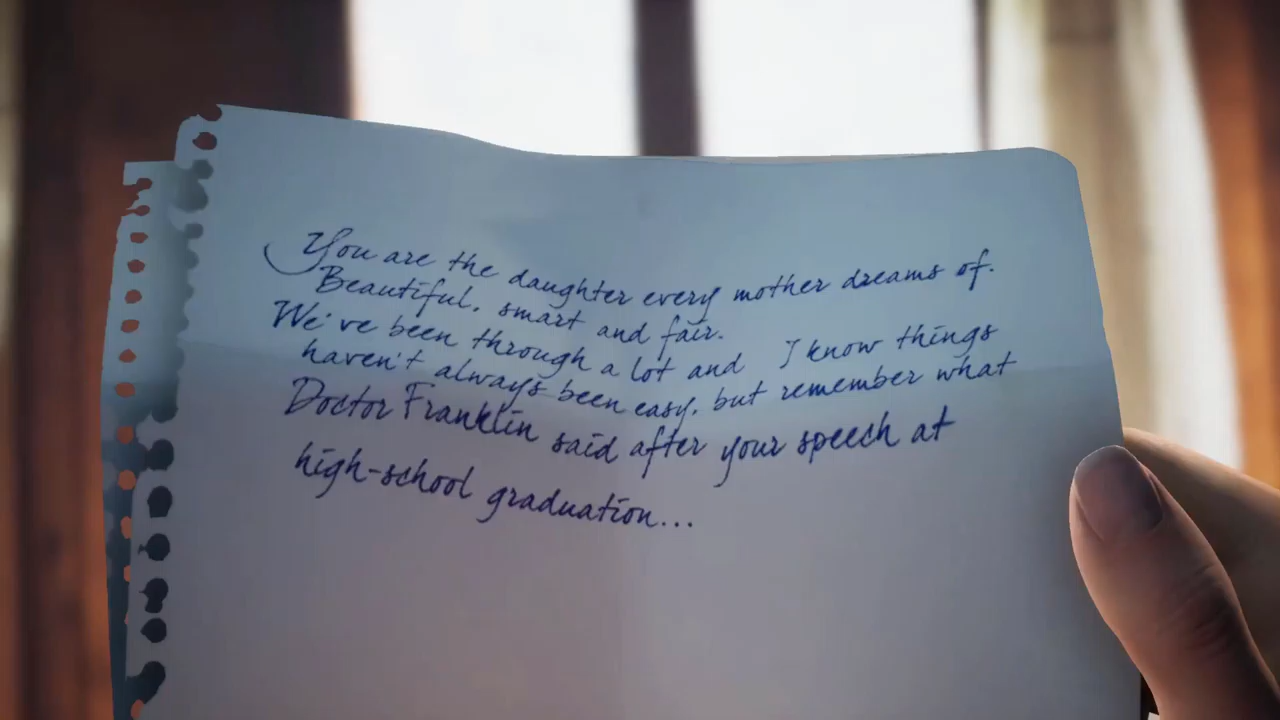 You are the daughter every mother dreams of.
Beautiful, smart and fair.
We've been through a lot and I know things
haven't always been easy, but remember what
Doctor Franklin said after your speech at
high-school graduation...